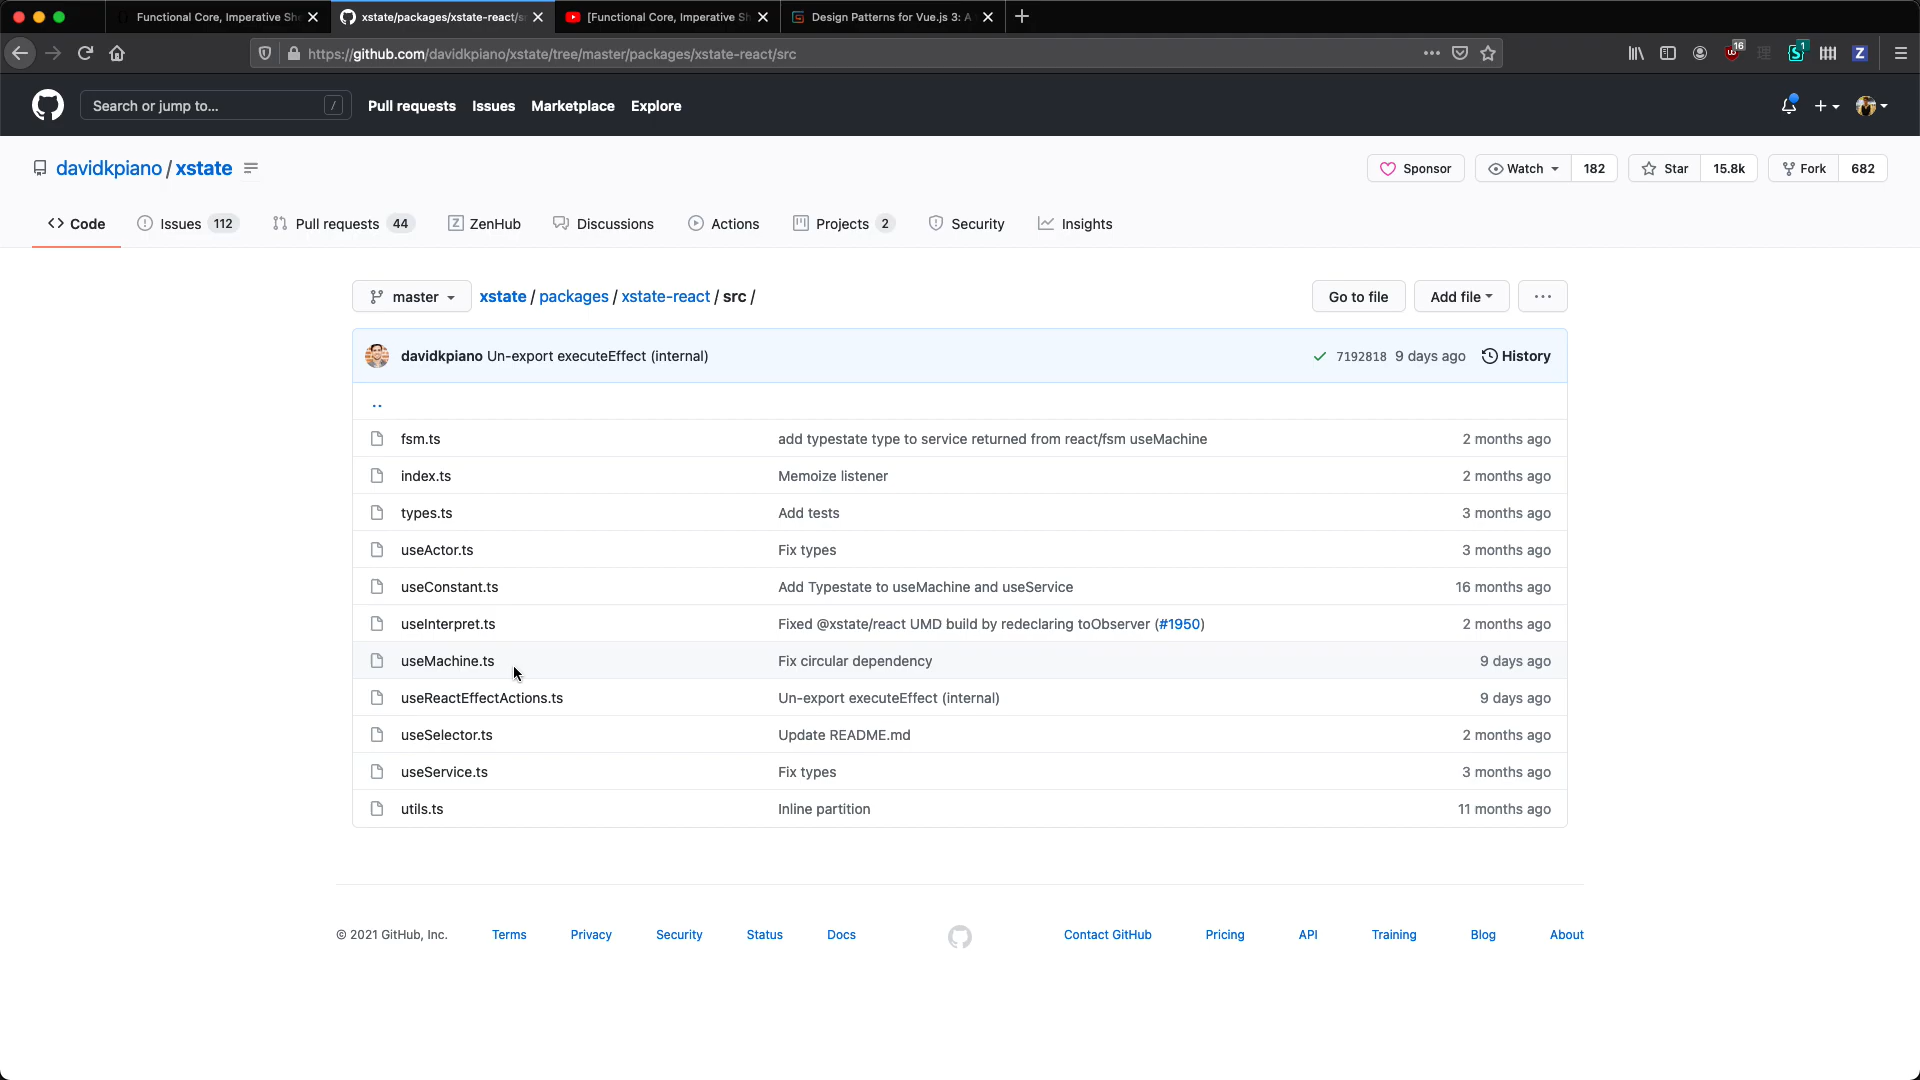 Functional Core, Imperative She
xstate/packages/xstate-react/sr
[Functional Core, Imperative Sh
Design Patterns for Vue.js 3: A
https://github.com/davidkpiano/xstate/tree/master/packages/xstate-react/src
16
1
Z
Search or jump to...
/
Pull requests
Issues
Marketplace
Explore
davidkpiano / xstate
Sponsor
Watch
182
Star
15.8k
Fork
682
Code
Issues 112
Pull requests 44
ZenHub
Discussions
Actions
Projects 2
Security
Insights
master
xstate / packages / xstate-react / src /
Go to file
Add file
...
davidkpiano Un-export executeEffect (internal)
7192818 9 days ago
History
..
fsm.ts add typestate type to service returned from react/fsm useMachine 2 months ago
index.ts Memoize listener 2 months ago
types.ts Add tests 3 months ago
useActor.ts Fix types 3 months ago
useConstant.ts Add Typestate to useMachine and useService 16 months ago
useInterpret.ts Fixed @xstate/react UMD build by redeclaring toObserver (#1950) 2 months ago
useMachine.ts Fix circular dependency 9 days ago
useReactEffectActions.ts Un-export executeEffect (internal) 9 days ago
useSelector.ts Update README.md 2 months ago
useService.ts Fix types 3 months ago
utils.ts Inline partition 11 months ago
© 2021 GitHub, Inc.
Terms
Privacy
Security
Status
Docs
Contact GitHub
Pricing
API
Training
Blog
About